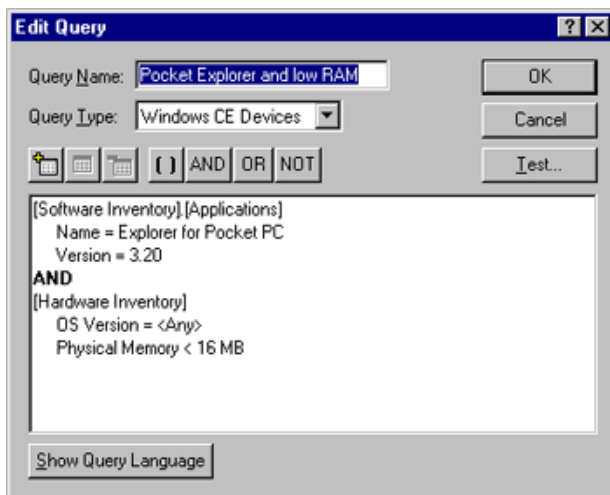 Edit Query
Query Name: Pocket Explorer and low RAM
OK
Query Type: Windows CE Devices
Cancel
( ) AND OR NOT
Test...
[Software Inventory].[Applications]
Name = Explorer for Pocket PC
Version = 3.20
AND
[Hardware Inventory]
OS Version = <Any>
Physical Memory < 16 MB
Show Query Language